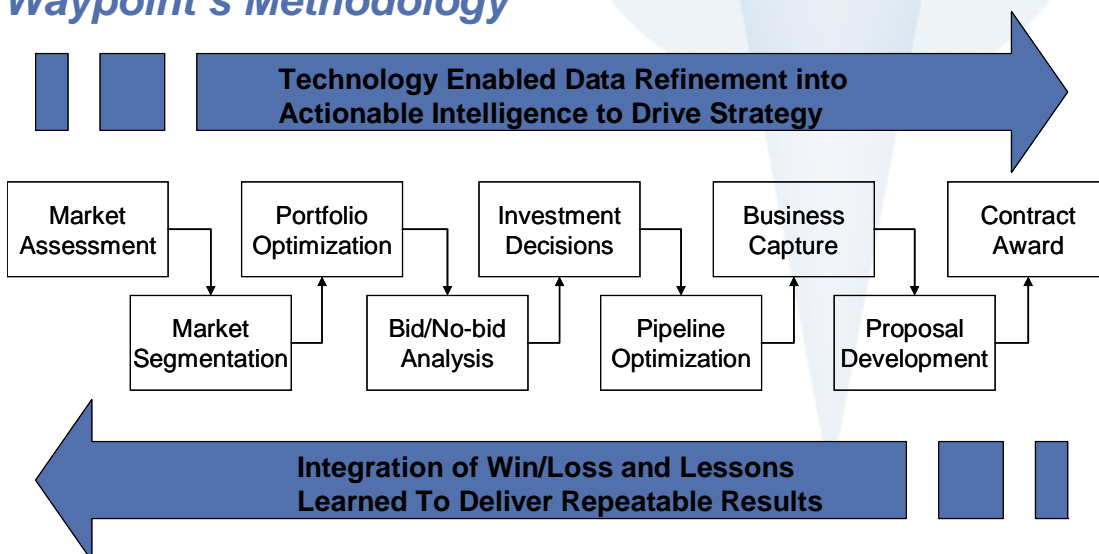 Waypoint's Methodology
Technology Enabled Data Refinement into
Actionable Intelligence to Drive Strategy
Market
Assessment
Portfolio
Optimization
Investment
Decisions
Business
Capture
Contract
Award
Market
Segmentation
Bid/No-bid
Analysis
Pipeline
Optimization
Proposal
Development
Integration of Win/Loss and Lessons
Learned To Deliver Repeatable Results